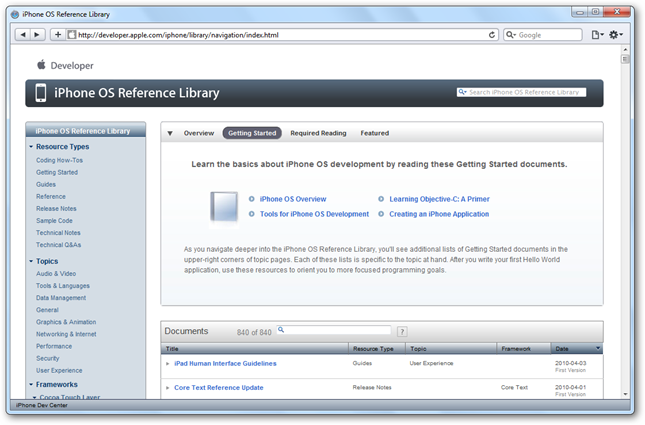 iPhone OS Reference Library
http://developer.apple.com/iphone/library/navigation/index.html
Google
Developer
iPhone OS Reference Library
Search iPhone OS Reference Library
iPhone OS Reference Library
Resource Types
Coding How-Tos
Getting Started
Guides
Reference
Release Notes
Sample Code
Technical Notes
Technical Q&As
Topics
Audio & Video
Tools & Languages
Data Management
General
Graphics & Animation
Networking & Internet
Performance
Security
User Experience
Frameworks
Cocoa Touch Layer
Overview Getting Started Required Reading Featured
Learn the basics about iPhone OS development by reading these Getting Started documents.
iPhone OS Overview Learning Objective-C: A Primer
Tools for iPhone OS Development Creating an iPhone Application
As you navigate deeper into the iPhone OS Reference Library, you'll see additional lists of Getting Started documents in the
upper-right corners of topic pages. Each of these lists is specific to the topic at hand. After you write your first Hello World
application, use these resources to orient you to more focused programming goals.
Documents 840 of 840 ?
Title Resource Type Topic Framework Date
iPad Human Interface Guidelines Guides User Experience 2010-04-03
First Version
Core Text Reference Update Release Notes Core Text 2010-04-01
First Version
iPhone Dev Center